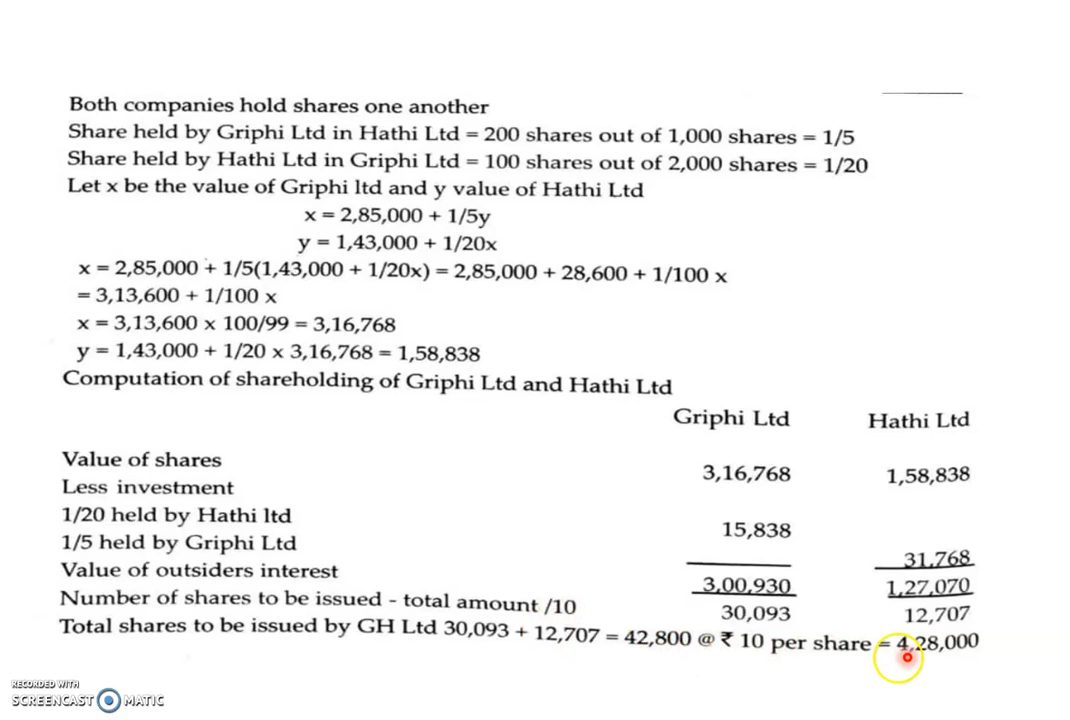 Both companies hold shares one another
Share held by Griphi Ltd in Hathi Ltd = 200 shares out of 1,000 shares = 1/5
Share held by Hathi Ltd in Griphi Ltd = 100 shares out of 2,000 shares = 1/20
Let x be the value of Griphi ltd and y value of Hathi Ltd
x = 2,85,000 + 1/5y
y = 1,43,000 + 1/20x
x = 2,85,000 + 1/5(1,43,000 + 1/20x) = 2,85,000 + 28,600 + 1/100 x
= 3,13,600 + 1/100 x
x = 3,13,600 x 100/99 = 3,16,768
y = 1,43,000 + 1/20 x 3,16,768 = 1,58,838
Computation of shareholding of Griphi Ltd and Hathi Ltd
Griphi Ltd Hathi Ltd
Value of shares 3,16,768 1,58,838
Less investment
1/20 held by Hathi ltd 15,838
1/5 held by Griphi Ltd 31,768
Value of outsiders interest 3,00,930 1,27,070
Number of shares to be issued - total amount /10 30,093 12,707
Total shares to be issued by GH Ltd 30,093 + 12,707 = 42,800 @ ₹ 10 per share = 4,28,000
RECORDED WITH
SCREENCAST MATIC